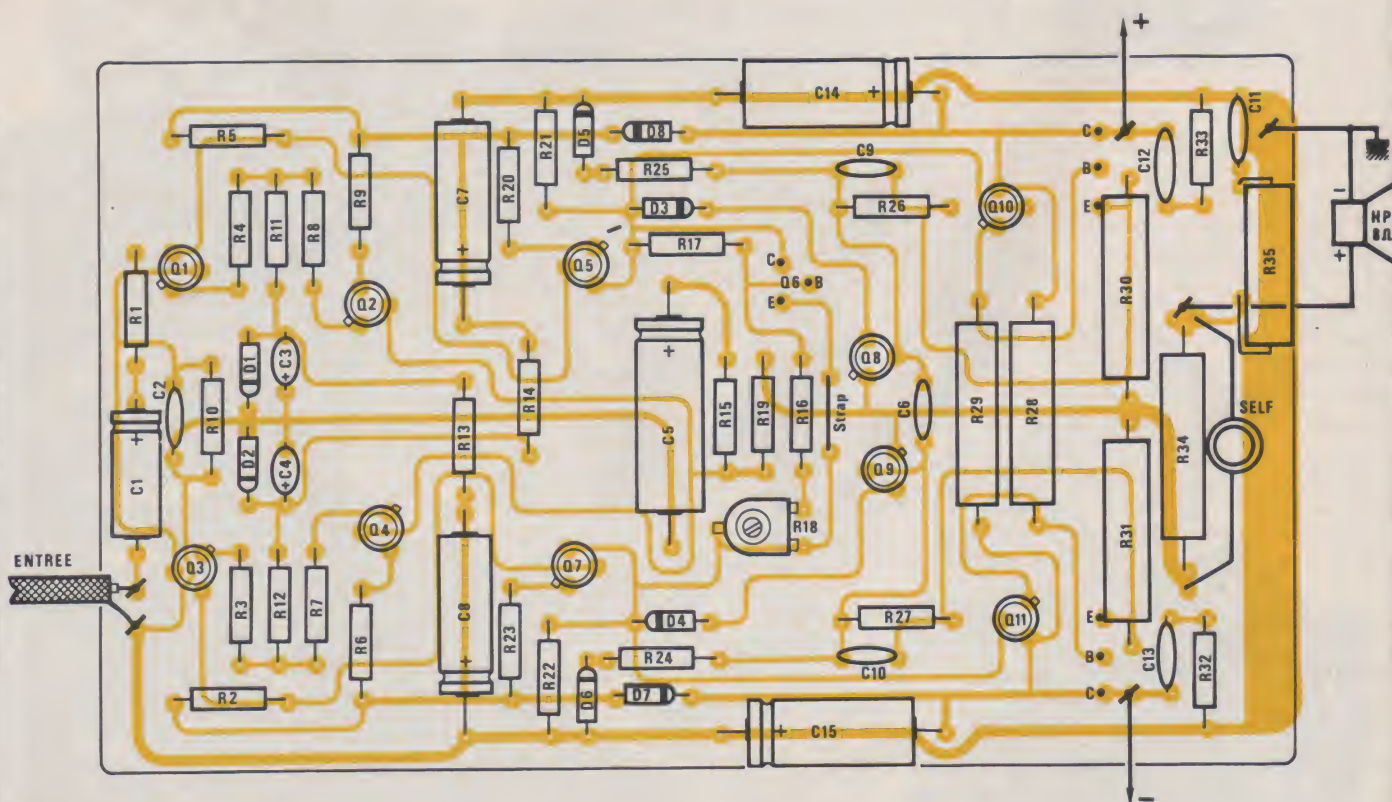 +
C14 +
C11
R5
D5
D8
C
R33
R21
C12
C7
R20
R9
C9
R25
B
R4
R11
R8
D3
R26
Q10
E
-
HP
8Ω
+
R17
Q1
Q5
C
Q6 B
E
R35
R30
R1
Q2
+
D1
+ C3
+
Q8
R14
C2
R10
R15
R19
R16
Strap
C6
R29
R28
SELF
R34
R13
C5
+
C1
D2
+ C4
Q9
R18
R31
Q4
ENTREE
Q3
Q7
R3
R12
R7
R6
C8
R23
D4
R27
Q11
E
R22
R24
C10
B
C13
R32
+
R2
D6
D7
C
+ C15
-